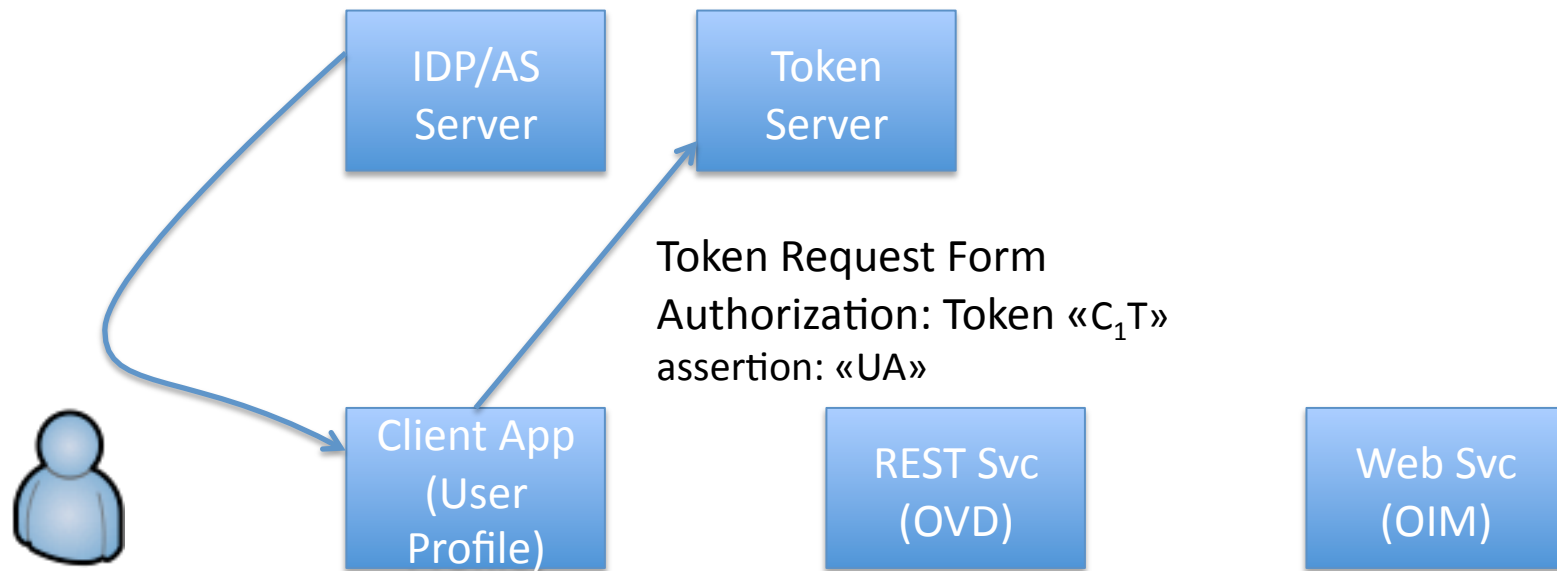 IDP/AS
Server
Token
Server
Token Request Form
Authorization: Token «C₁T»
assertion: «UA»
Client App
(User
Profile)
REST Svc
(OVD)
Web Svc
(OIM)